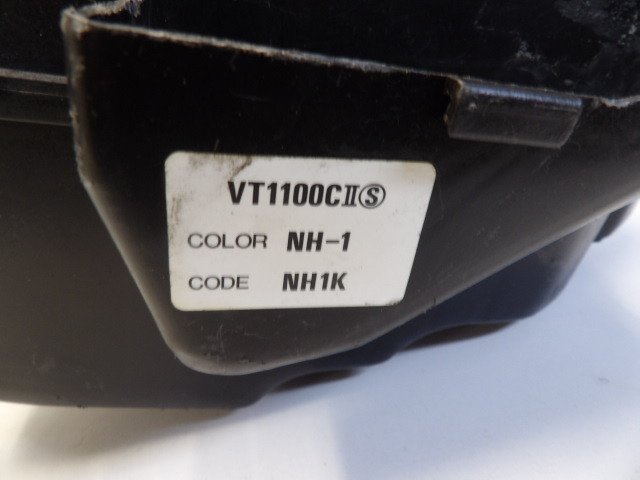 VT1100CⅡⓈ
COLOR NH-1
CODE NH1K